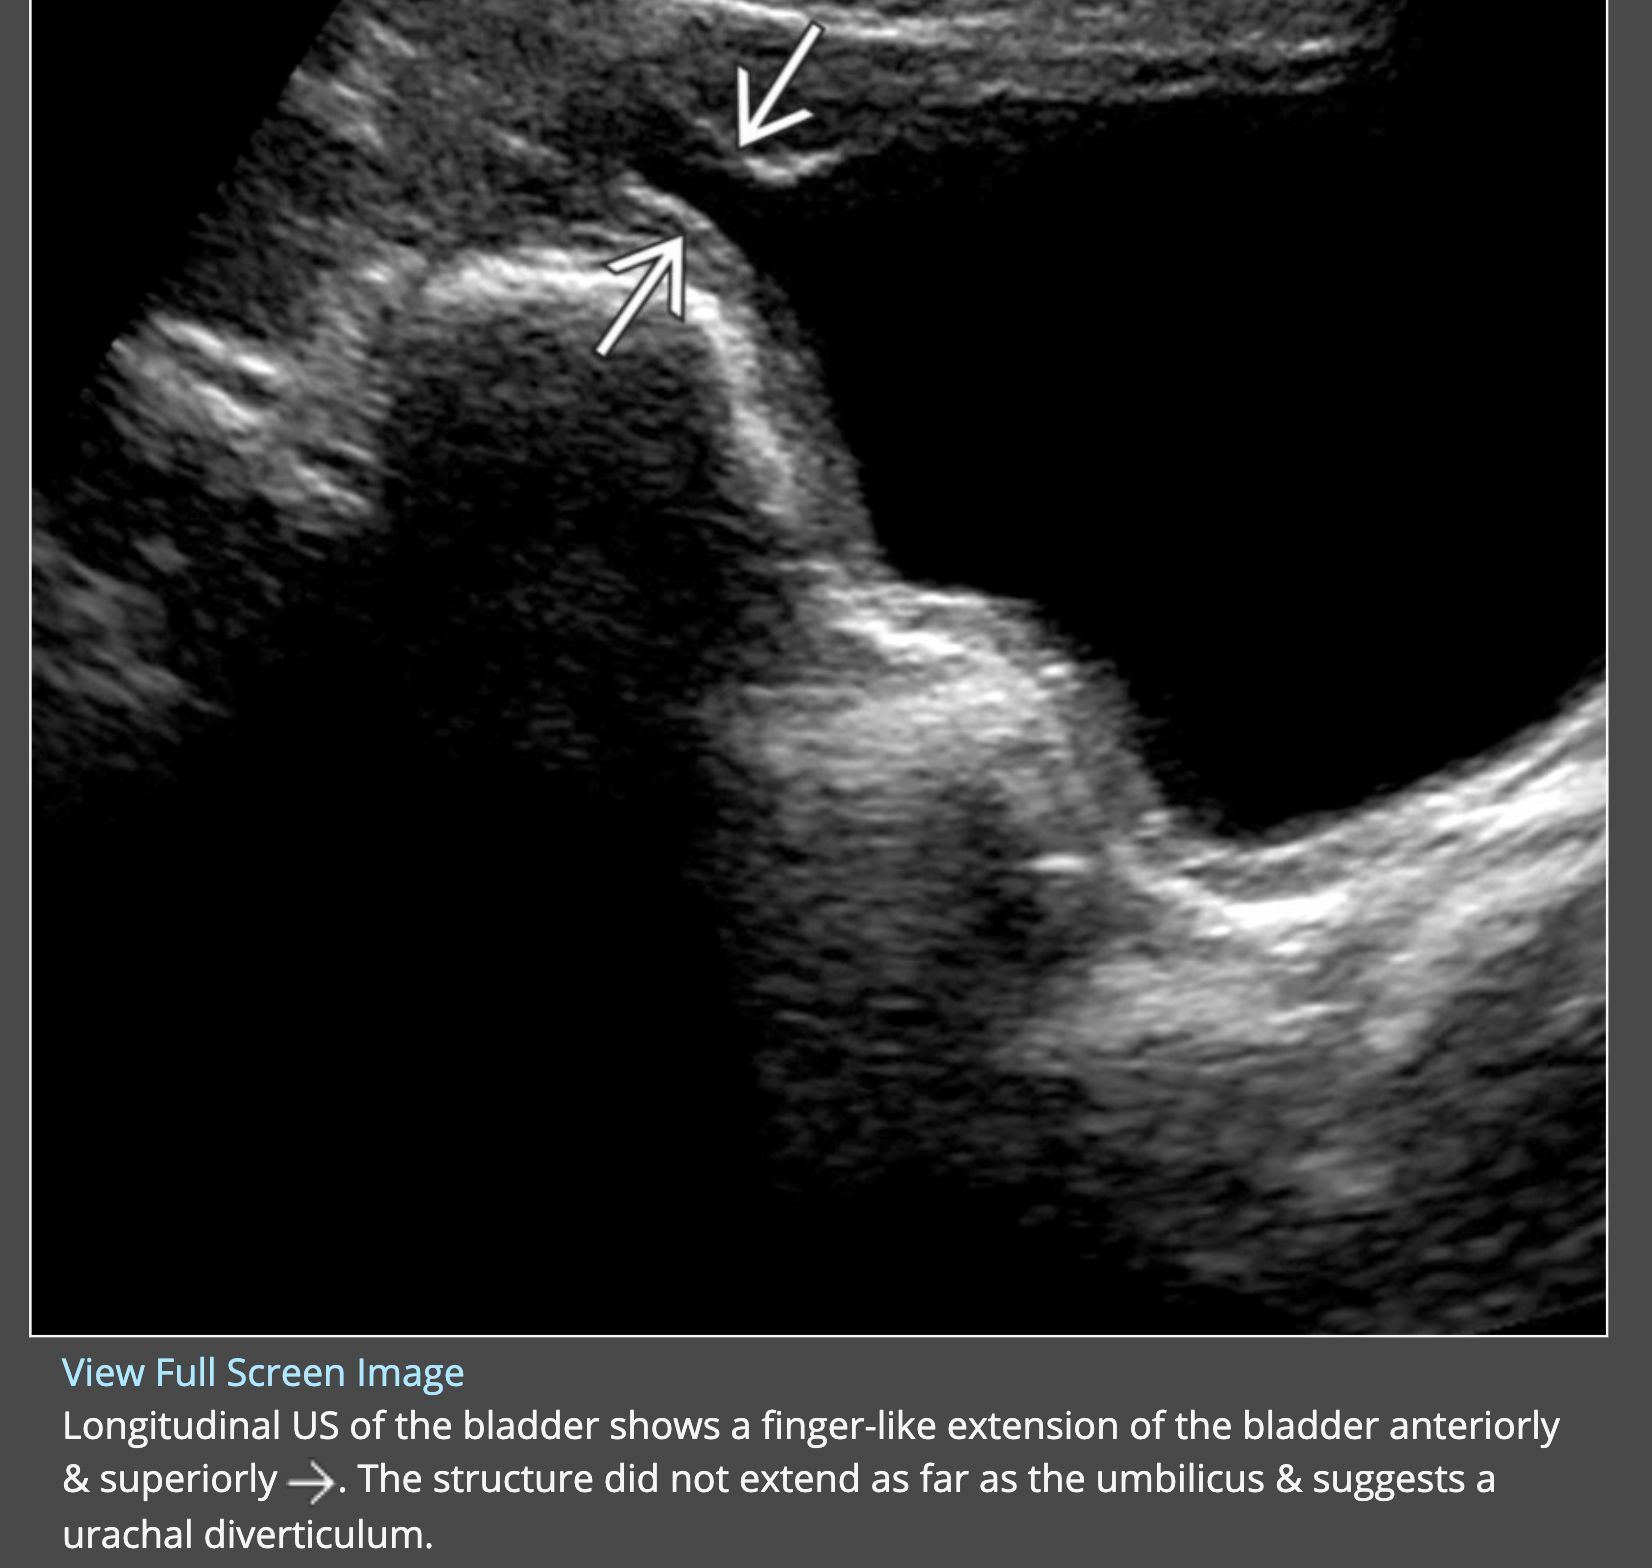 View Full Screen Image
Longitudinal US of the bladder shows a finger-like extension of the bladder anteriorly
& superiorly →. The structure did not extend as far as the umbilicus & suggests a
urachal diverticulum.